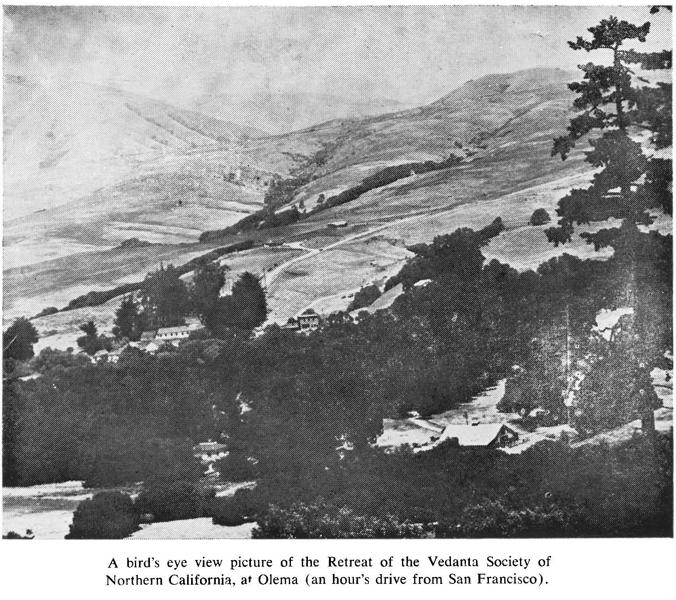 A bird's eye view picture of the Retreat of the Vedanta Society of
Northern California, at Olema (an hour's drive from San Francisco).